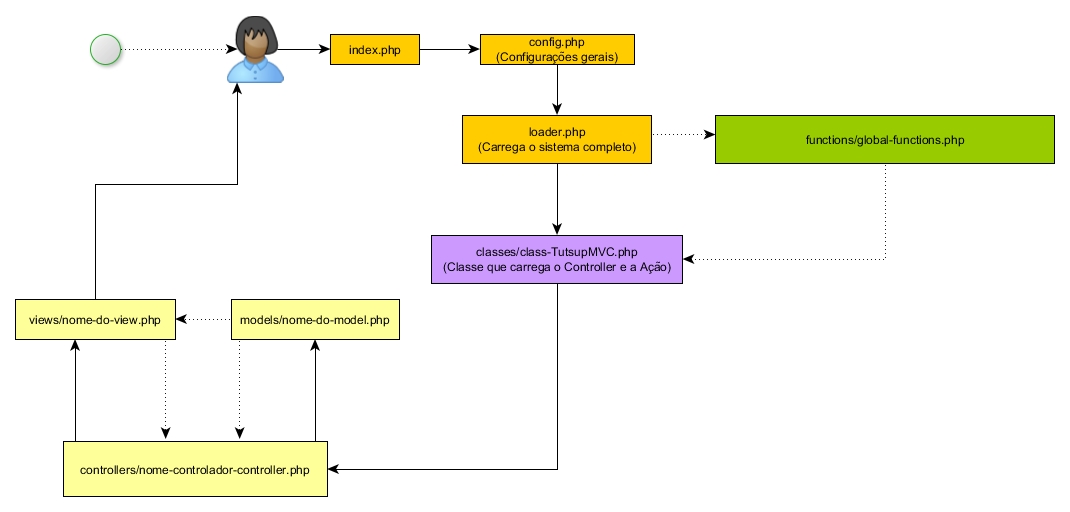 index.php
config.php
(Configurações gerais)
loader.php
(Carrega o sistema completo)
functions/global-functions.php
classes/class-TutsupMVC.php
(Classe que carrega o Controller e a Ação)
views/nome-do-view.php
models/nome-do-model.php
controllers/nome-controlador-controller.php